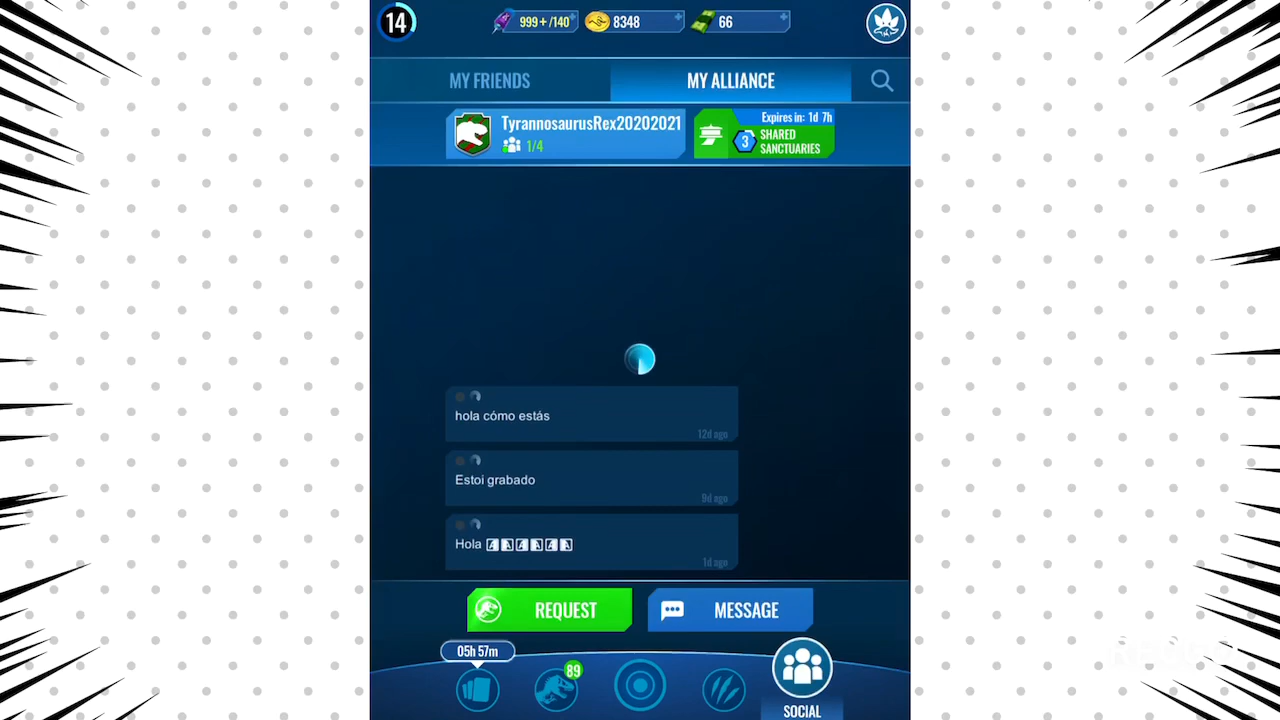 14
999+/140
8348
66
MY FRIENDS
MY ALLIANCE
TyrannosaurusRex20202021
1/4
Expires in: 1d 7h
3
SHARED
SANCTUARIES
hola cómo estás
12d ago
Estoi grabado
9d ago
Hola
1d ago
REQUEST
MESSAGE
05h 57m
89
SOCIAL